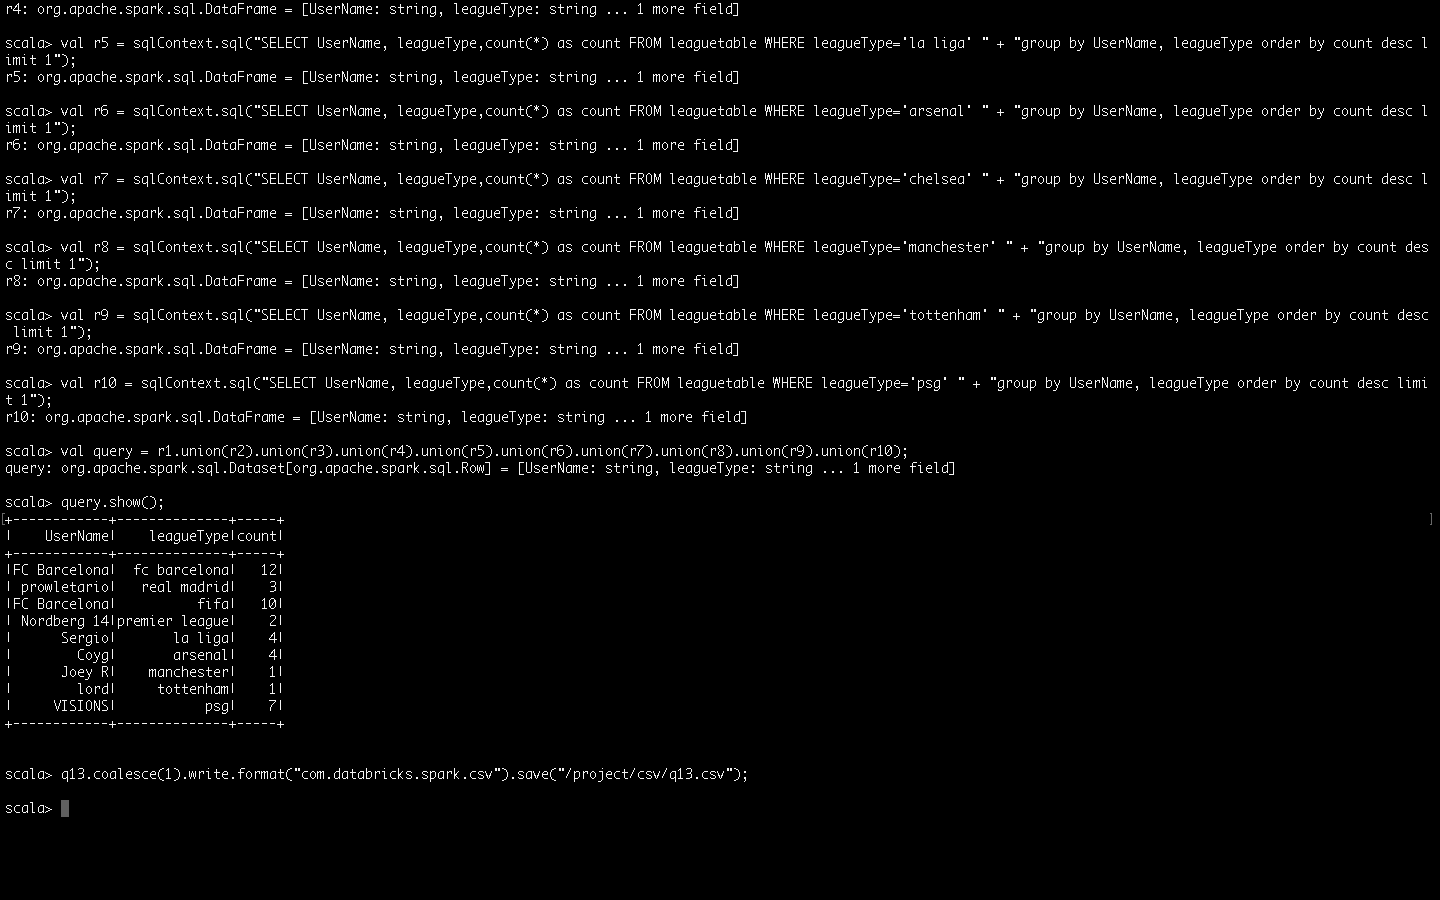 r4: org.apache.spark.sql.DataFrame = [UserName: string, leagueType: string ... 1 more field]
scala> val r5 = sqlContext.sql("SELECT UserName, leagueType,count(*) as count FROM leaguetable WHERE leagueType='la liga' " + "group by UserName, leagueType order by count desc l
imit 1");
r5: org.apache.spark.sql.DataFrame = [UserName: string, leagueType: string ... 1 more field]
scala> val r6 = sqlContext.sql("SELECT UserName, leagueType,count(*) as count FROM leaguetable WHERE leagueType='arsenal' " + "group by UserName, leagueType order by count desc l
imit 1");
r6: org.apache.spark.sql.DataFrame = [UserName: string, leagueType: string ... 1 more field]
scala> val r7 = sqlContext.sql("SELECT UserName, leagueType,count(*) as count FROM leaguetable WHERE leagueType='chelsea' " + "group by UserName, leagueType order by count desc l
imit 1");
r7: org.apache.spark.sql.DataFrame = [UserName: string, leagueType: string ... 1 more field]
scala> val r8 = sqlContext.sql("SELECT UserName, leagueType,count(*) as count FROM leaguetable WHERE leagueType='manchester' " + "group by UserName, leagueType order by count des
c limit 1");
r8: org.apache.spark.sql.DataFrame = [UserName: string, leagueType: string ... 1 more field]
scala> val r9 = sqlContext.sql("SELECT UserName, leagueType,count(*) as count FROM leaguetable WHERE leagueType='tottenham' " + "group by UserName, leagueType order by count desc
 limit 1");
r9: org.apache.spark.sql.DataFrame = [UserName: string, leagueType: string ... 1 more field]
scala> val r10 = sqlContext.sql("SELECT UserName, leagueType,count(*) as count FROM leaguetable WHERE leagueType='psg' " + "group by UserName, leagueType order by count desc limi
t 1");
r10: org.apache.spark.sql.DataFrame = [UserName: string, leagueType: string ... 1 more field]
scala> val query = r1.union(r2).union(r3).union(r4).union(r5).union(r6).union(r7).union(r8).union(r9).union(r10);
query: org.apache.spark.sql.Dataset[org.apache.spark.sql.Row] = [UserName: string, leagueType: string ... 1 more field]
scala> query.show();
[+------------+--------------+-----+ ]
|    UserName|    leagueType|count|
+------------+--------------+-----+
|FC Barcelona|  fc barcelona|   12|
| prowletario|   real madrid|    3|
|FC Barcelona|          fifa|   10|
| Nordberg 14|premier league|    2|
|      Sergio|       la liga|    4|
|        Coyg|       arsenal|    4|
|      Joey R|    manchester|    1|
|        lord|     tottenham|    1|
|     VISIONS|           psg|    7|
+------------+--------------+-----+
scala> q13.coalesce(1).write.format("com.databricks.spark.csv").save("/project/csv/q13.csv");
scala>